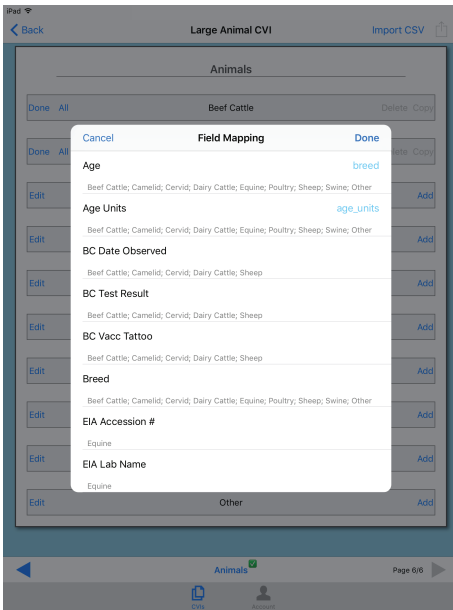 iPad
Back Large Animal CVI Import CSV
Animals
Done All Beef Cattle Delete Copy
Done All Delete Copy
Cancel Field Mapping Done
Age breed
Beef Cattle; Camelid; Cervid; Dairy Cattle; Equine; Poultry; Sheep; Swine; Other
Edit Add
Age Units age_units
Beef Cattle; Camelid; Cervid; Dairy Cattle; Equine; Poultry; Sheep; Swine; Other
Edit Add
BC Date Observed
Beef Cattle; Camelid; Cervid; Dairy Cattle; Sheep
Edit Add
BC Test Result
Beef Cattle; Camelid; Cervid; Dairy Cattle; Sheep
Edit Add
BC Vacc Tattoo
Beef Cattle; Camelid; Cervid; Dairy Cattle; Sheep
Edit Add
Breed
Beef Cattle; Camelid; Cervid; Dairy Cattle; Equine; Poultry; Sheep; Swine; Other
Edit Add
EIA Accession #
Equine
Edit Add
EIA Lab Name
Equine
Edit Other Add
Animals Page 6/6
CVIs Account